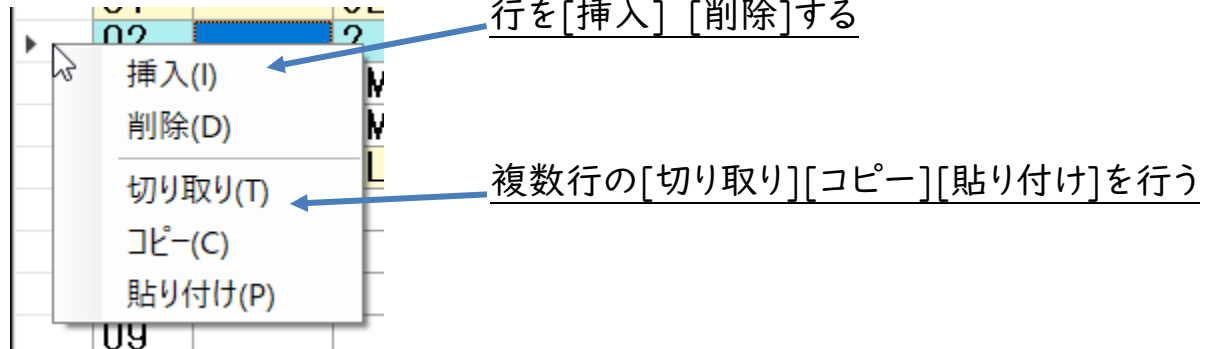 行を[挿入] [削除]する
02
2
挿入(I)
削除(D)
切り取り(T)
複数行の[切り取り][コピー][貼り付け]を行う
コピー(C)
貼り付け(P)
09